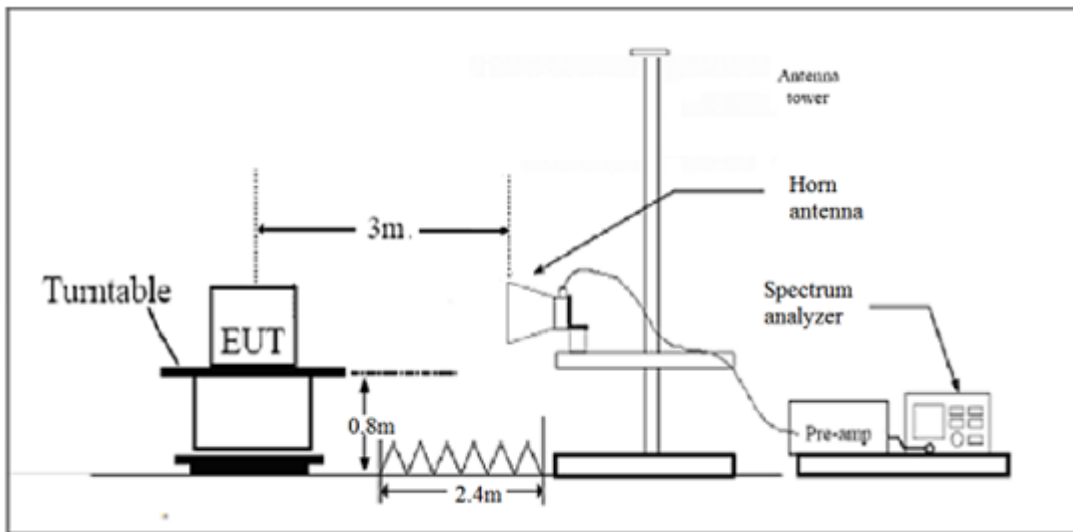 Antenna
tower
Horn
antenna
3m.
Turntable
EUT
Spectrum
analyzer
0.8m
Pre-amp
2.4m